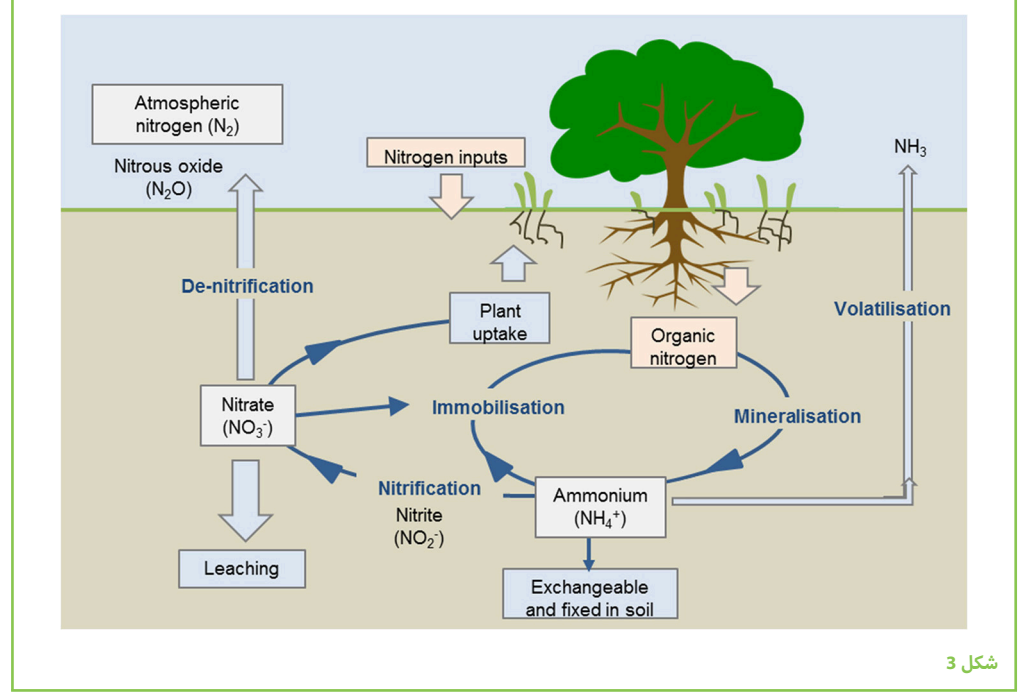 Atmospheric
nitrogen (N₂)
Nitrous oxide
(N₂O)
Nitrogen inputs
NH₃
De-nitrification
Plant
uptake
Volatilisation
Organic
nitrogen
Nitrate
(NO₃⁻)
Immobilisation
Mineralisation
Nitrification
Nitrite
(NO₂⁻)
Ammonium
(NH₄⁺)
Leaching
Exchangeable
and fixed in soil
شكل 3